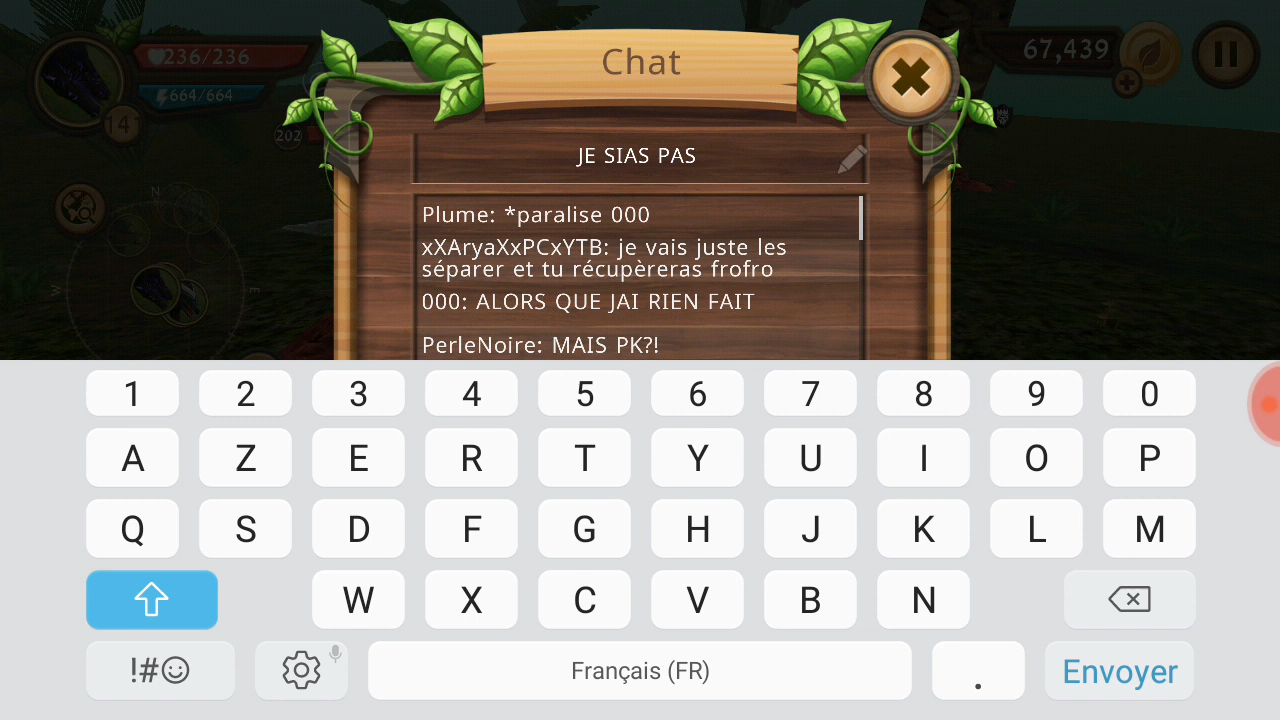 Chat
236/236
67,439
664/664
14
202
N
W
E
JE SIAS PAS
Plume: *paralise 000
xXAryaXxPCxYTB: je vais juste les
séparer et tu récupèreras frofro
000: ALORS QUE JAI RIEN FAIT
PerleNoire: MAIS PK?!
1 2 3 4 5 6 7 8 9 0
A Z E R T Y U I O P
Q S D F G H J K L M
W X C V B N
!#☺ Français (FR) . Envoyer